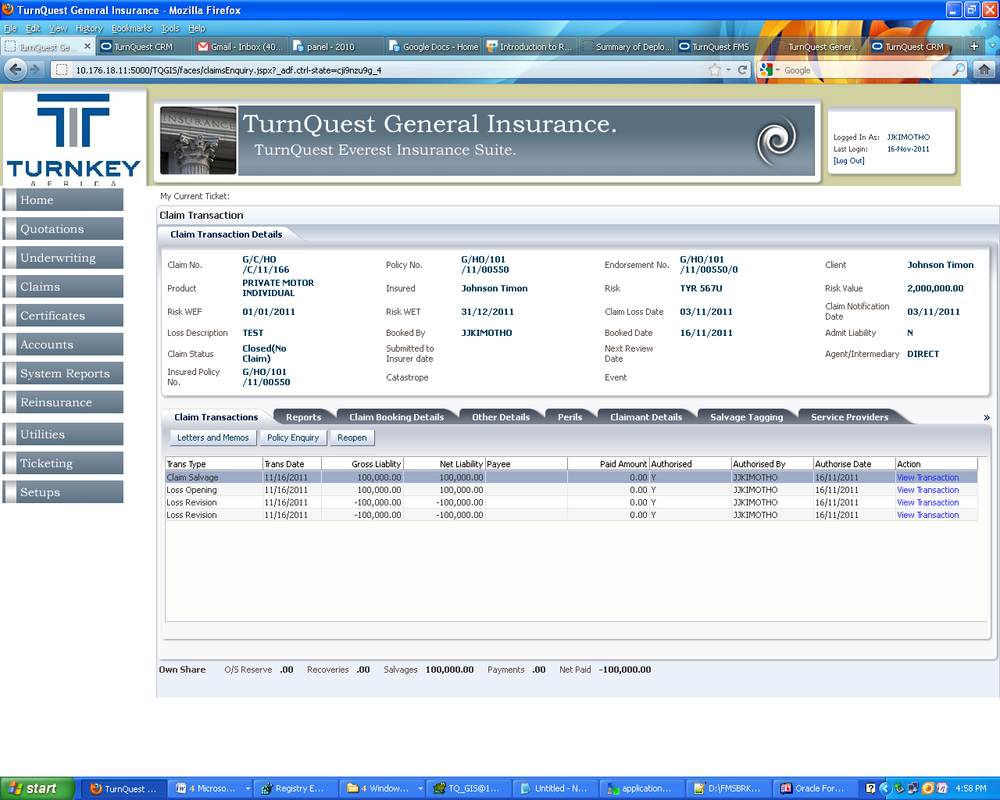 TurnQuest General Insurance - Mozilla Firefox
File Edit View History Bookmarks Tools Help
TurnQuest Ge... TurnQuest CRM Gmail - Inbox (40... panel - 2010 Google Docs - Home Introduction to R... Summary of Deplo... TurnQuest FMS TurnQuest Gener... TurnQuest CRM
10.176.18.11:5000/TQGIS/faces/claimsEnquiry.jspx?_adf.ctrl-state=cji9nzu9g_4 Google
TURNKEY
AFRICA
INSURANCE
TurnQuest General Insurance.
TurnQuest Everest Insurance Suite.
Logged In As: JJKIMOTHO
Last Login: 16-Nov-2011
[Log Out]
Home
Quotations
Underwriting
Claims
Certificates
Accounts
System Reports
Reinsurance
Utilities
Ticketing
Setups
My Current Ticket:
Claim Transaction
Claim Transaction Details
Claim No. G/C/HO/C/11/166 Policy No. G/HO/101/11/00550 Endorsement No. G/HO/101/11/00550/0 Client Johnson Timon
Product PRIVATE MOTOR INDIVIDUAL Insured Johnson Timon Risk TYR 567U Risk Value 2,000,000.00
Risk WEF 01/01/2011 Risk WET 31/12/2011 Claim Loss Date 03/11/2011 Claim Notification Date 03/11/2011
Loss Description TEST Booked By JJKIMOTHO Booked Date 16/11/2011 Admit Liability N
Claim Status Closed(No Claim) Submitted to Insurer date Next Review Date Agent/Intermediary DIRECT
Insured Policy No. G/HO/101/11/00550 Catastrope Event
Claim Transactions Reports Claim Booking Details Other Details Perils Claimant Details Salvage Tagging Service Providers »
Letters and Memos Policy Enquiry Reopen
Trans Type Trans Date Gross Liablity Net Liability Payee Paid Amount Authorised Authorised By Authorise Date Action
Claim Salvage 11/16/2011 100,000.00 100,000.00 0.00 Y JJKIMOTHO 16/11/2011 View Transaction
Loss Opening 11/16/2011 100,000.00 100,000.00 0.00 Y JJKIMOTHO 16/11/2011 View Transaction
Loss Revision 11/16/2011 -100,000.00 -100,000.00 0.00 Y JJKIMOTHO 16/11/2011 View Transaction
Loss Revision 11/16/2011 -100,000.00 -100,000.00 0.00 Y JJKIMOTHO 16/11/2011 View Transaction
Own Share O/S Reserve .00 Recoveries .00 Salvages 100,000.00 Payments .00 Net Paid -100,000.00
start TurnQuest ... 4 Microso... Registry E... 4 Window... TQ_GIS@1... Untitled - N... application... D:\FMSBRK... Oracle For... 4:58 PM